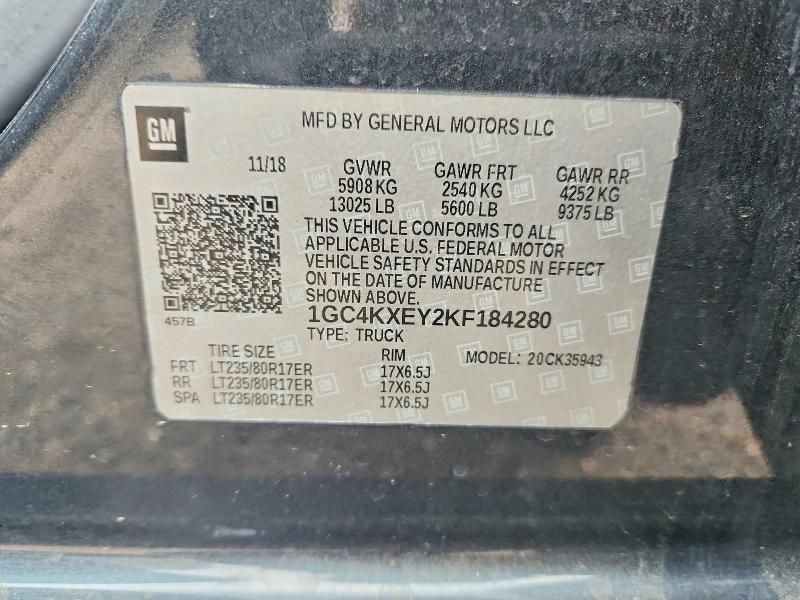 GM
MFD BY GENERAL MOTORS LLC
11/18 GVWR GAWR FRT GAWR RR
5908 KG 2540 KG 4252 KG
13025 LB 5600 LB 9375 LB
THIS VEHICLE CONFORMS TO ALL
APPLICABLE U.S. FEDERAL MOTOR
VEHICLE SAFETY STANDARDS IN EFFECT
ON THE DATE OF MANUFACTURE
SHOWN ABOVE.
457B
1GC4KXEY2KF184280
TYPE: TRUCK
TIRE SIZE RIM MODEL: 20CK35943
FRT LT235/80R17ER 17X6.5J
RR LT235/80R17ER 17X6.5J
SPA LT235/80R17ER 17X6.5J